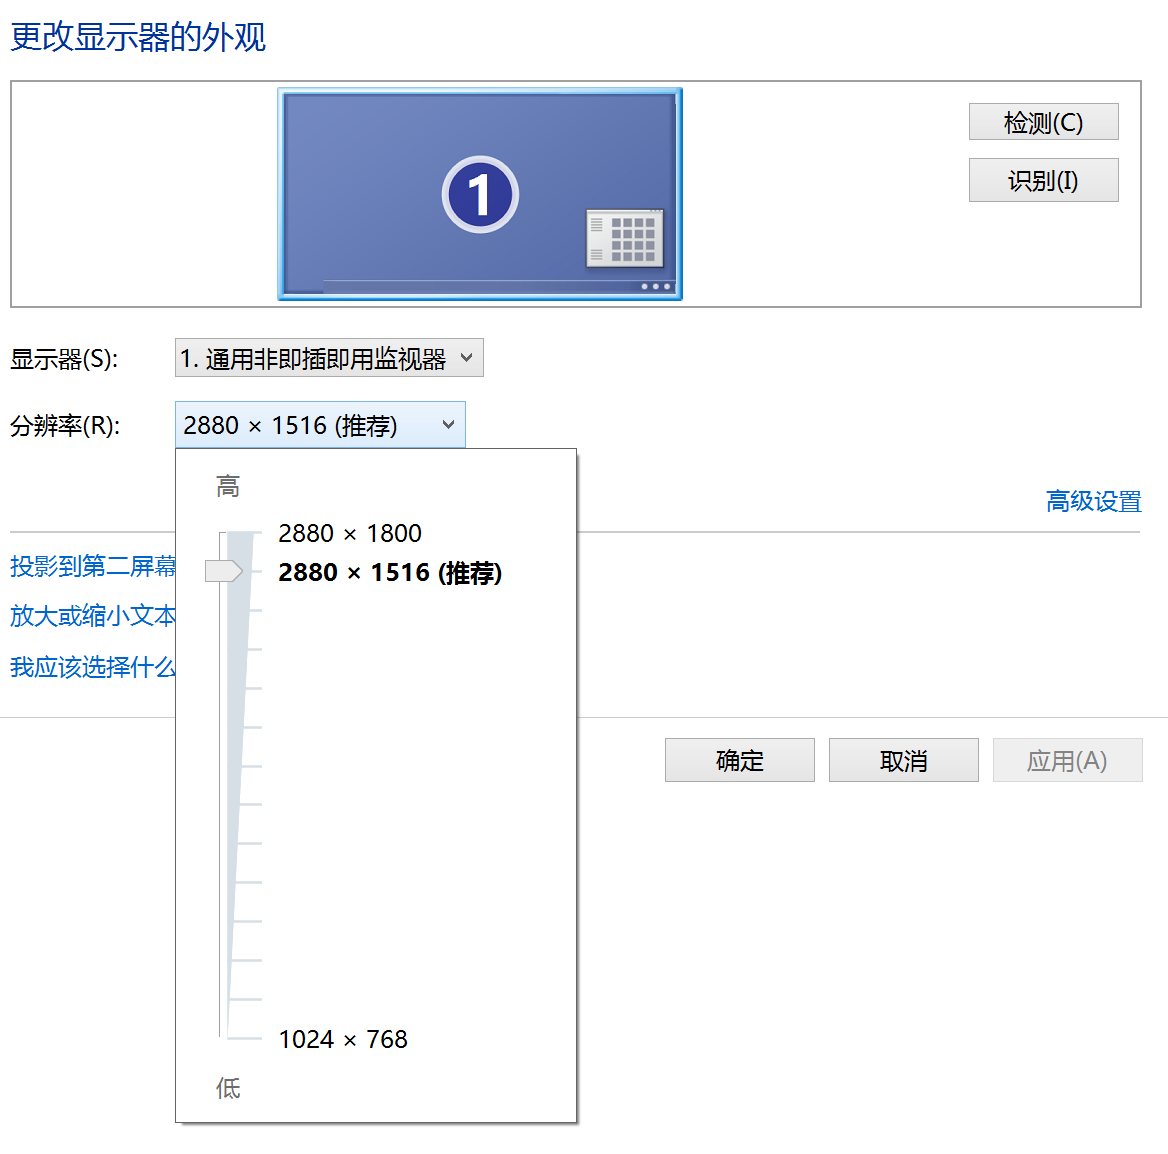 更改显示器的外观
1
检测(C)
识别(I)
显示器(S):
1. 通用非即插即用监视器
分辨率(R):
2880 × 1516 (推荐)
高
高级设置
2880 × 1800
投影到第二屏幕
2880 × 1516 (推荐)
放大或缩小文本
我应该选择什么
确定
取消
应用(A)
1024 × 768
低